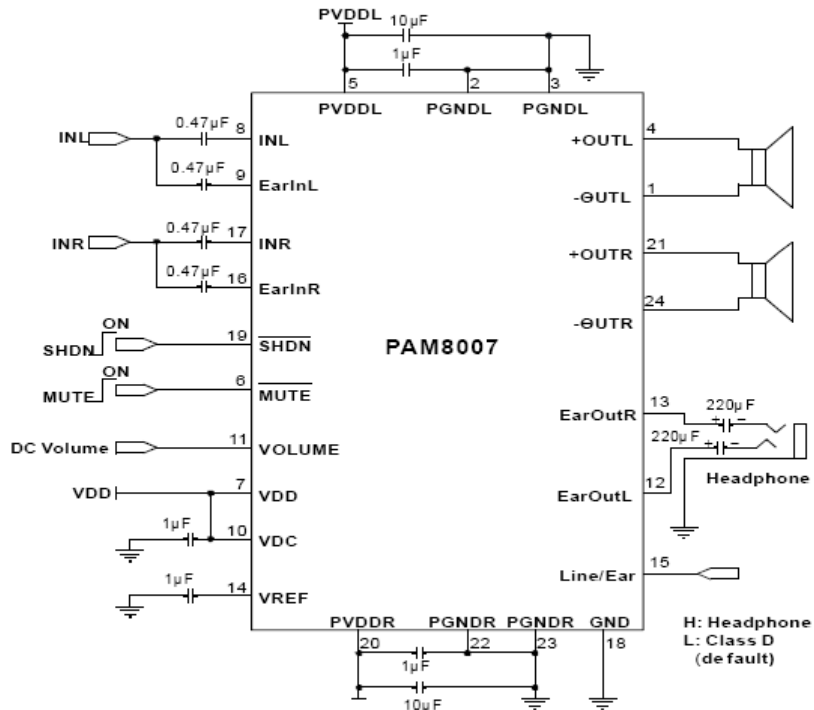 PVDDL
10µF
1µF
5 2 3
PVDDL PGNDL PGNDL
INL 0.47µF 8 INL
0.47µF 9 EarInL
INR 0.47µF 17 INR
0.47µF 16 EarInR
ON
SHDN 19 SHDN
ON
MUTE 6 MUTE
DC Volume 11 VOLUME
VDD 7 VDD
1µF 10 VDC
1µF 14 VREF
PAM8007
+OUTL 4
-OUTL 1
+OUTR 21
-OUTR 24
EarOutR 13 220µF
+ −
220µF
+ −
EarOutL 12
Headphone
Line/Ear 15
H: Headphone
L: Class D
(default)
PVDDR PGNDR PGNDR GND
20 22 23 18
1µF
10µF